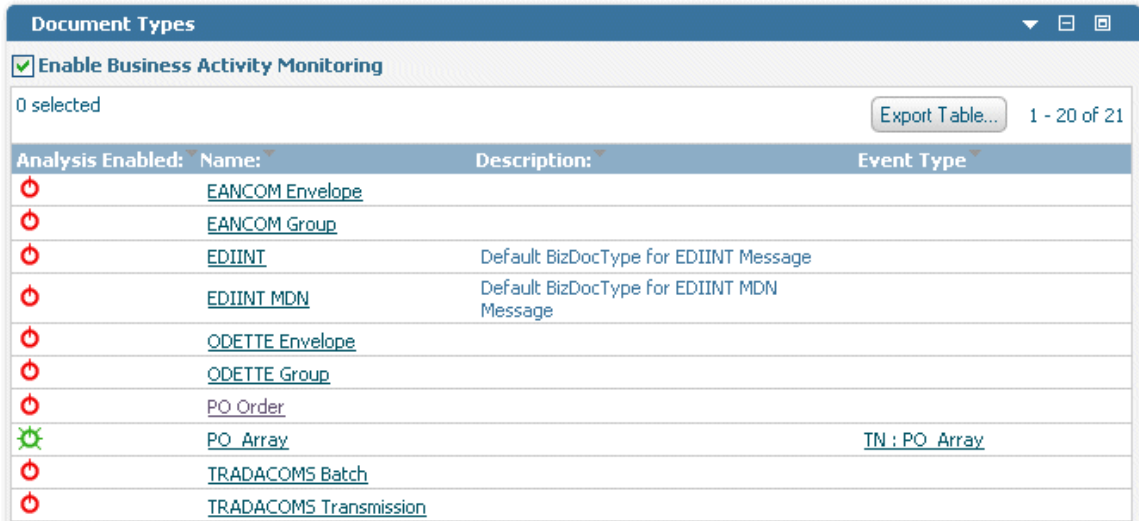 Document Types
Enable Business Activity Monitoring
0 selected
Export Table... 1 - 20 of 21
Analysis Enabled: Name: Description: Event Type
EANCOM Envelope
EANCOM Group
EDIINT Default BizDocType for EDIINT Message
EDIINT MDN Default BizDocType for EDIINT MDN
Message
ODETTE Envelope
ODETTE Group
PO Order
PO_Array TN : PO_Array
TRADACOMS Batch
TRADACOMS Transmission